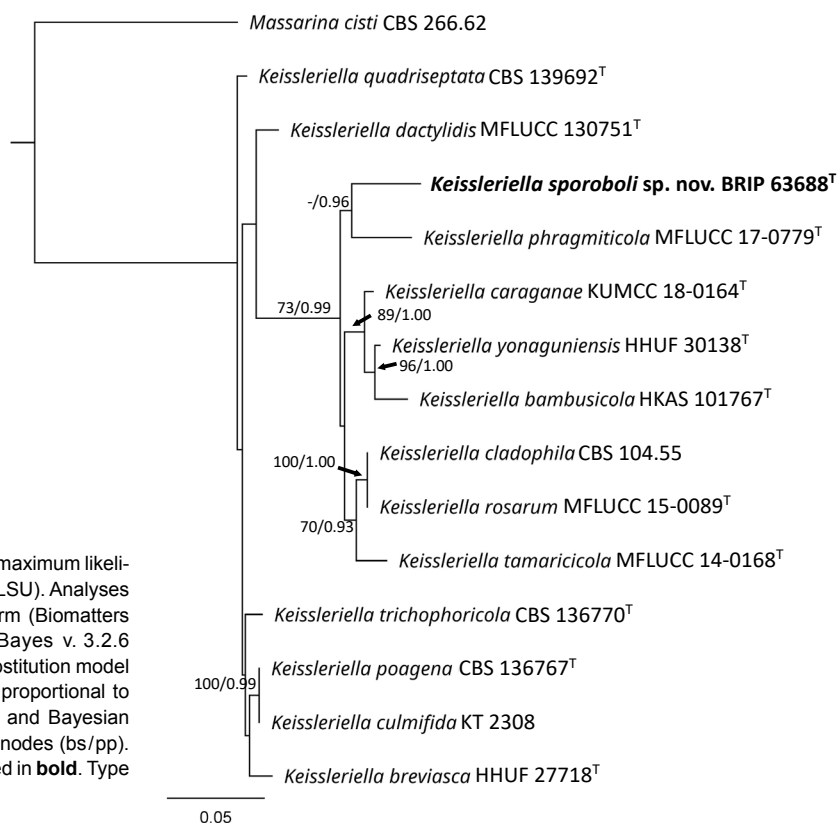 Massarina cisti CBS 266.62
Keissleriella quadriseptata CBS 139692T
Keissleriella dactylidis MFLUCC 130751T
Keissleriella sporoboli sp. nov. BRIP 63688T
-/0.96
Keissleriella phragmiticola MFLUCC 17-0779T
Keissleriella caraganae KUMCC 18-0164T
73/0.99
89/1.00
Keissleriella yonaguniensis HHUF 30138T
96/1.00
Keissleriella bambusicola HKAS 101767T
Keissleriella cladophila CBS 104.55
100/1.00
Keissleriella rosarum MFLUCC 15-0089T
70/0.93
Keissleriella tamaricicola MFLUCC 14-0168T
Keissleriella trichophoricola CBS 136770T
Keissleriella poagena CBS 136767T
100/0.99
Keissleriella culmifida KT 2308
Keissleriella breviasca HHUF 27718T
0.05
maximum likeli-
LSU). Analyses
rm (Biomatters
Bayes v. 3.2.6
ostitution model
proportional to
and Bayesian
nodes (bs/pp).
ed in bold. Type